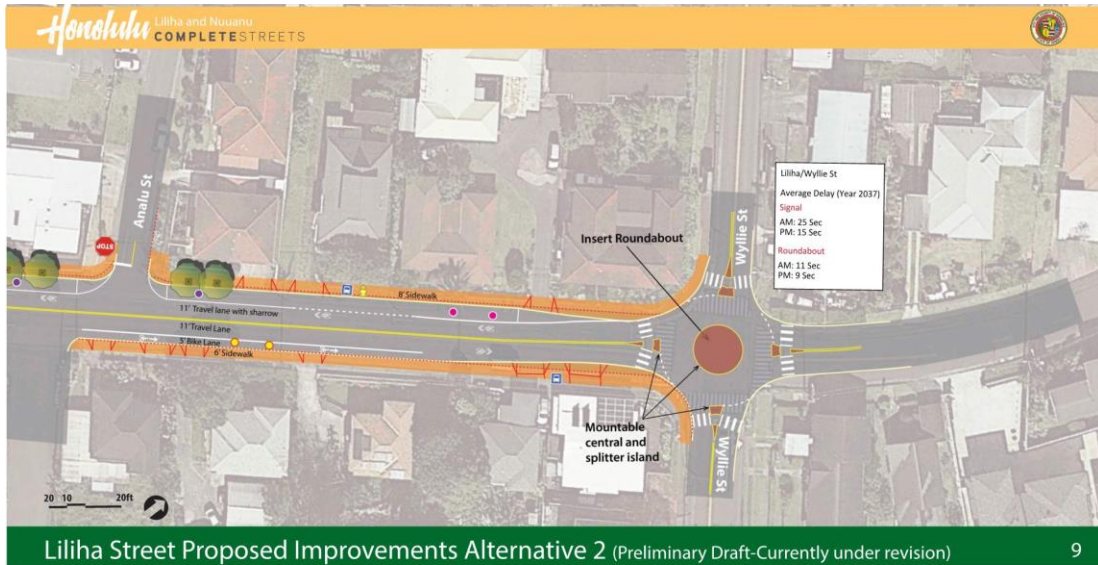 Honolulu
Liliha and Nuuanu
COMPLETESTREETS
Analu St
STOP
Wyllie St
Liliha/Wyllie St
Average Delay (Year 2037)
Signal
AM: 25 Sec
PM: 15 Sec
Roundabout
AM: 11 Sec
PM: 9 Sec
Insert Roundabout
8' Sidewalk
11' Travel lane with sharrow
11' Travel Lane
5' Bike Lane
6' Sidewalk
Mountable
central and
splitter island
Wyllie St
20 10 20ft
Liliha Street Proposed Improvements Alternative 2 (Preliminary Draft-Currently under revision)
9